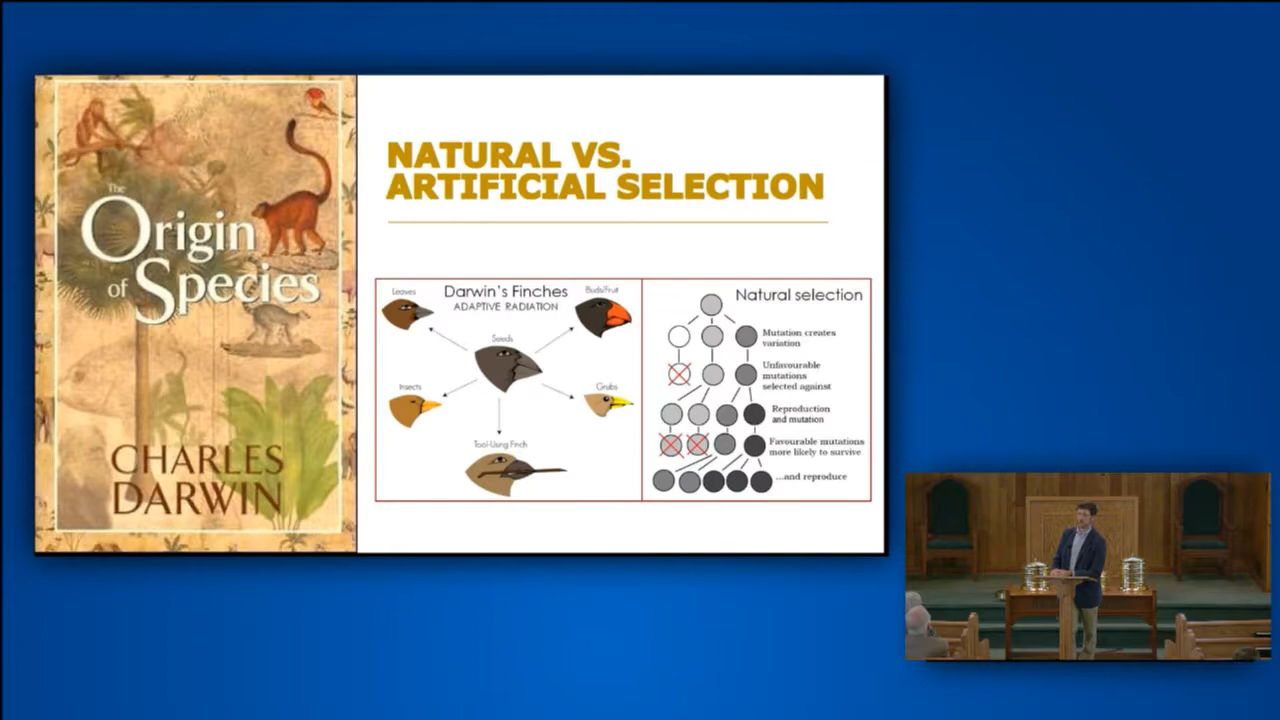 The
Origin
of Species
CHARLES
DARWIN
NATURAL VS.
ARTIFICIAL SELECTION
Darwin's Finches
ADAPTIVE RADIATION
Leaves
Buds/Fruit
Seeds
Insects
Grubs
Tool-Using Finch
Natural selection
Mutation creates
variation
Unfavourable
mutations
selected against
Reproduction
and mutation
Favourable mutations
more likely to survive
...and reproduce